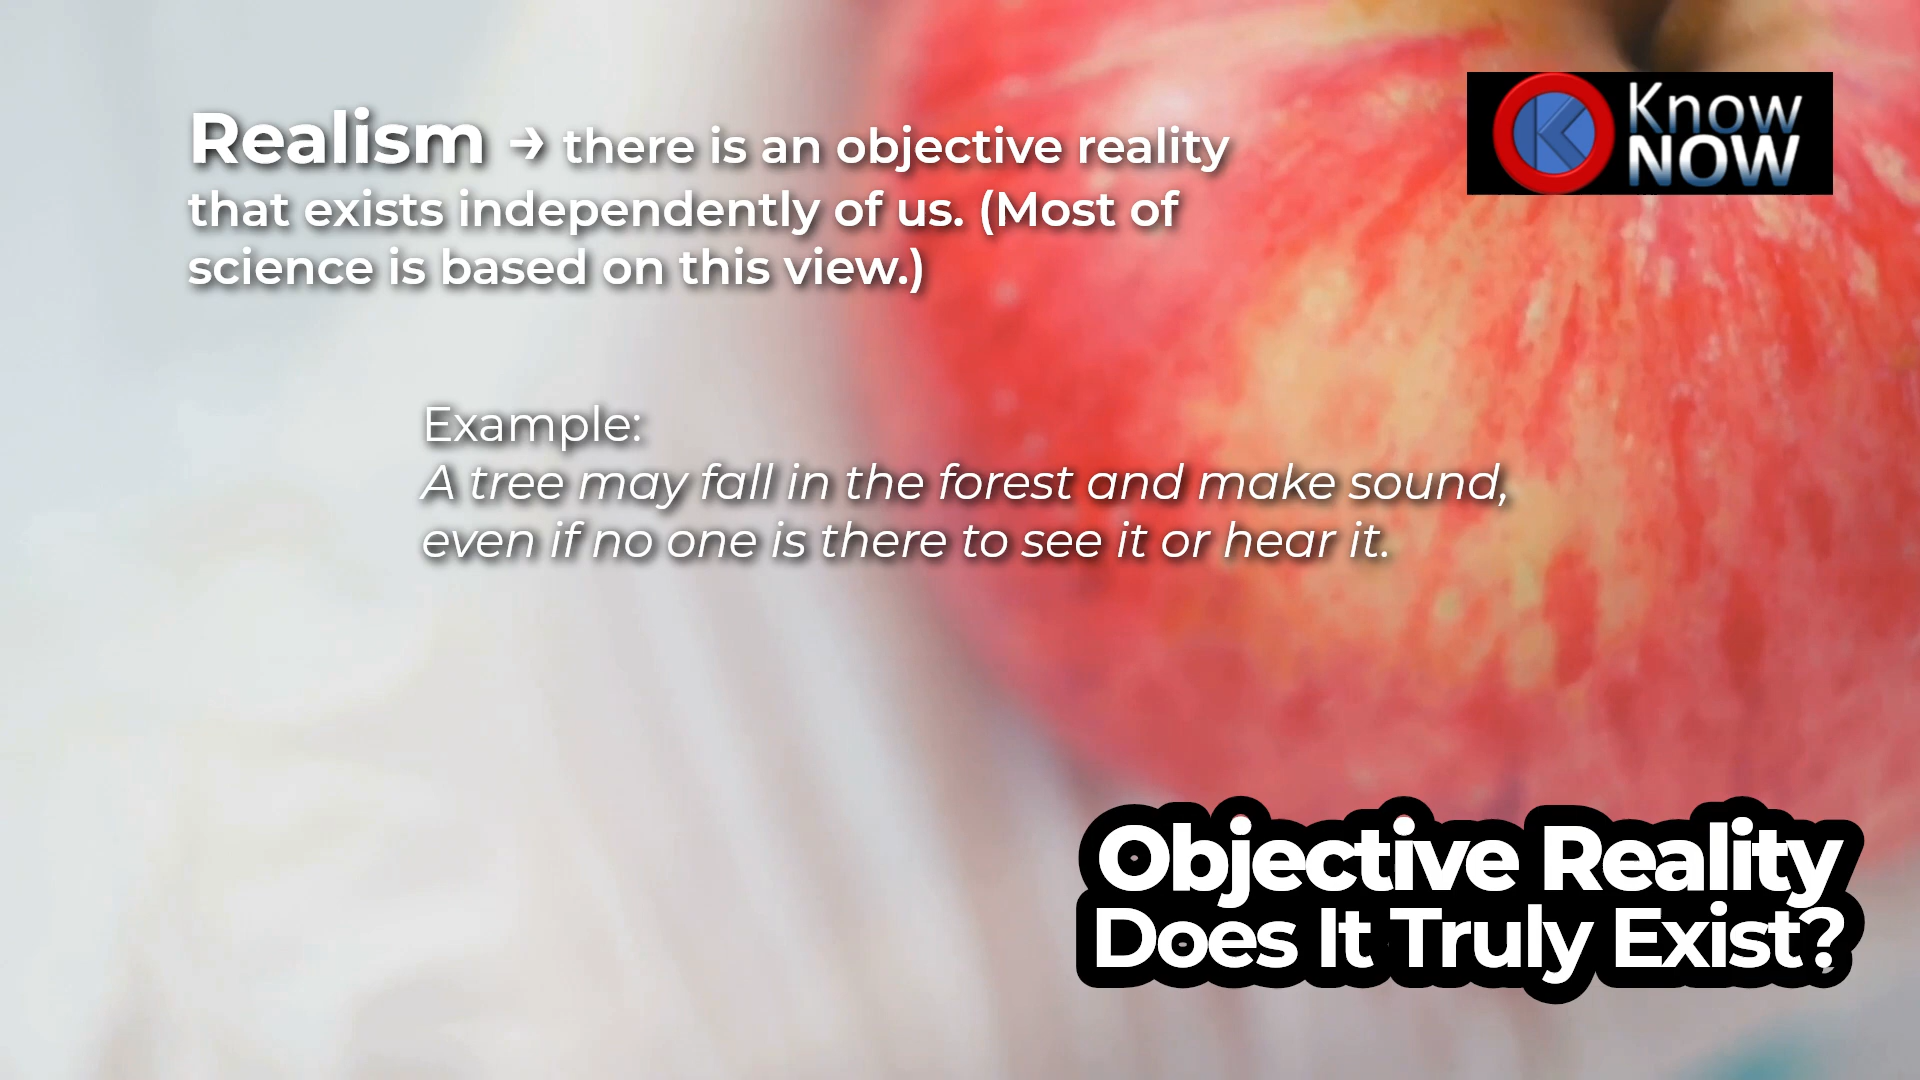 Realism → there is an objective reality
that exists independently of us. (Most of
science is based on this view.)
Know
NOW
Example:
A tree may fall in the forest and make sound,
even if no one is there to see it or hear it.
Objective Reality
Does It Truly Exist?